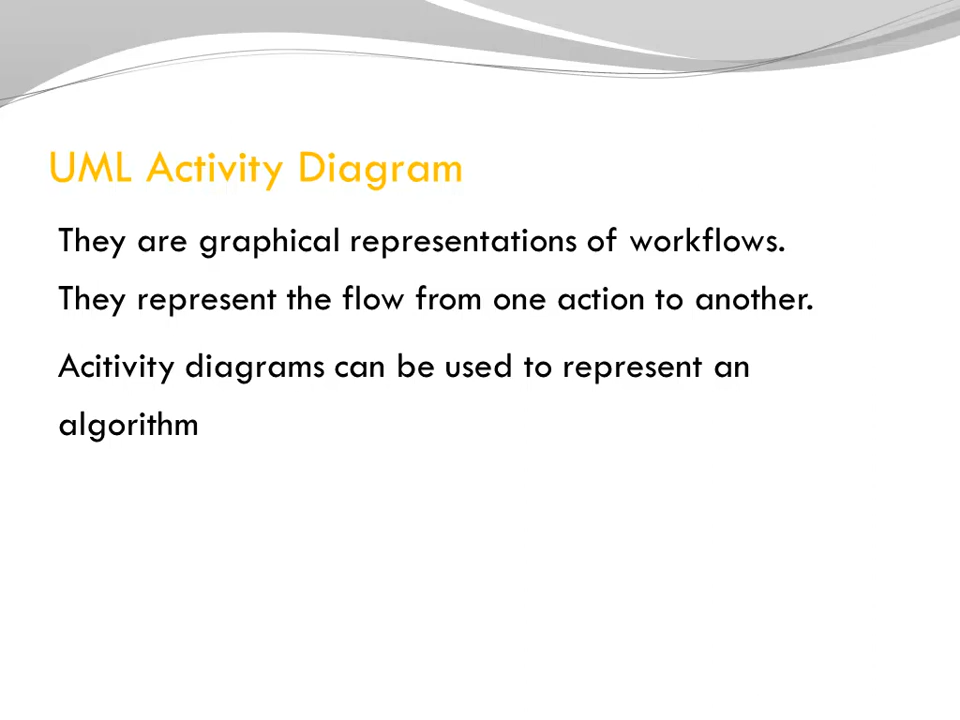 UML Activity Diagram
They are graphical representations of workflows.
They represent the flow from one action to another.
Acitivity diagrams can be used to represent an
algorithm